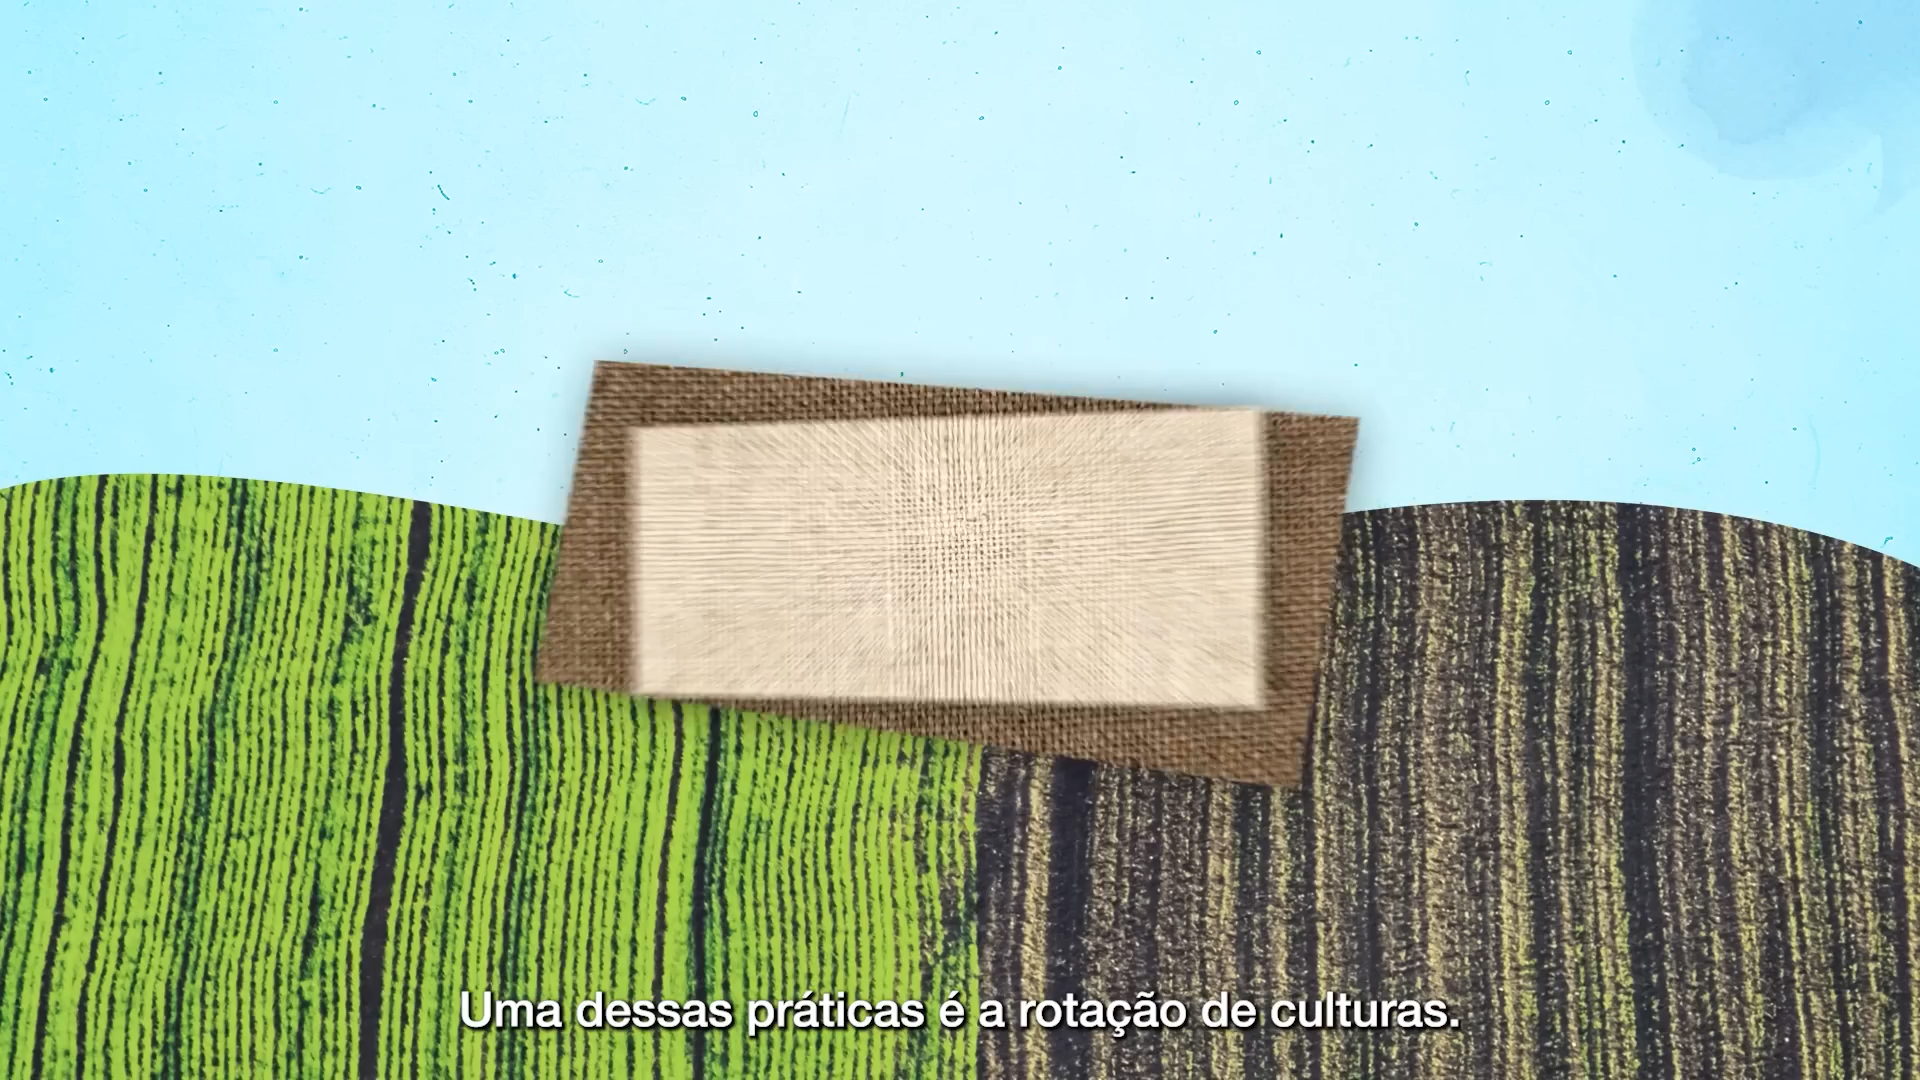 Uma dessas práticas é a rotação de culturas.